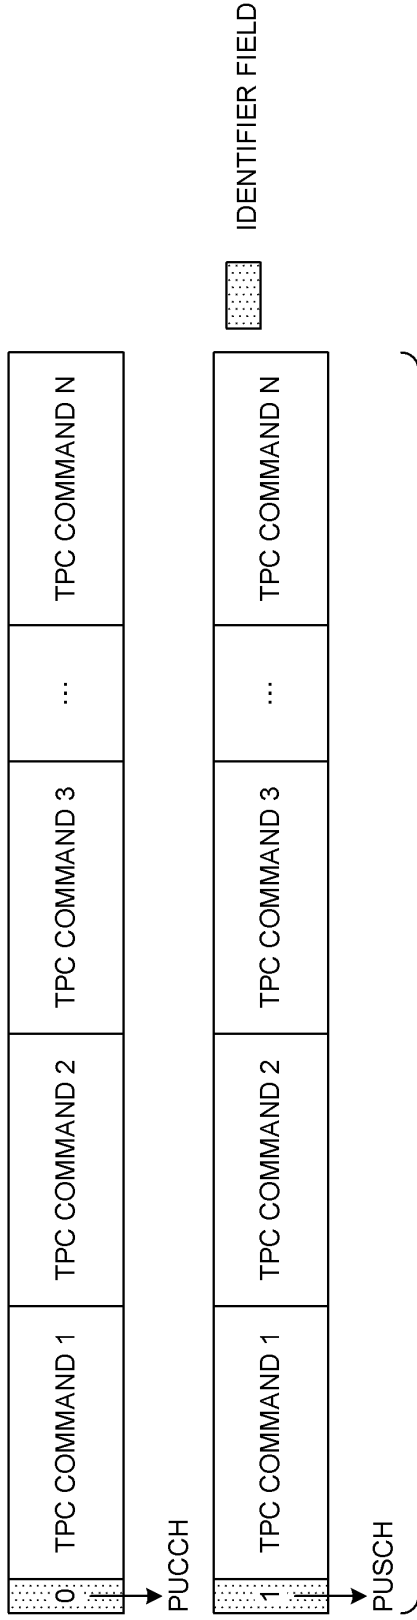 0
TPC COMMAND 1
TPC COMMAND 2
TPC COMMAND 3
...
TPC COMMAND N
PUCCH
IDENTIFIER FIELD
1
TPC COMMAND 1
TPC COMMAND 2
TPC COMMAND 3
...
TPC COMMAND N
PUSCH